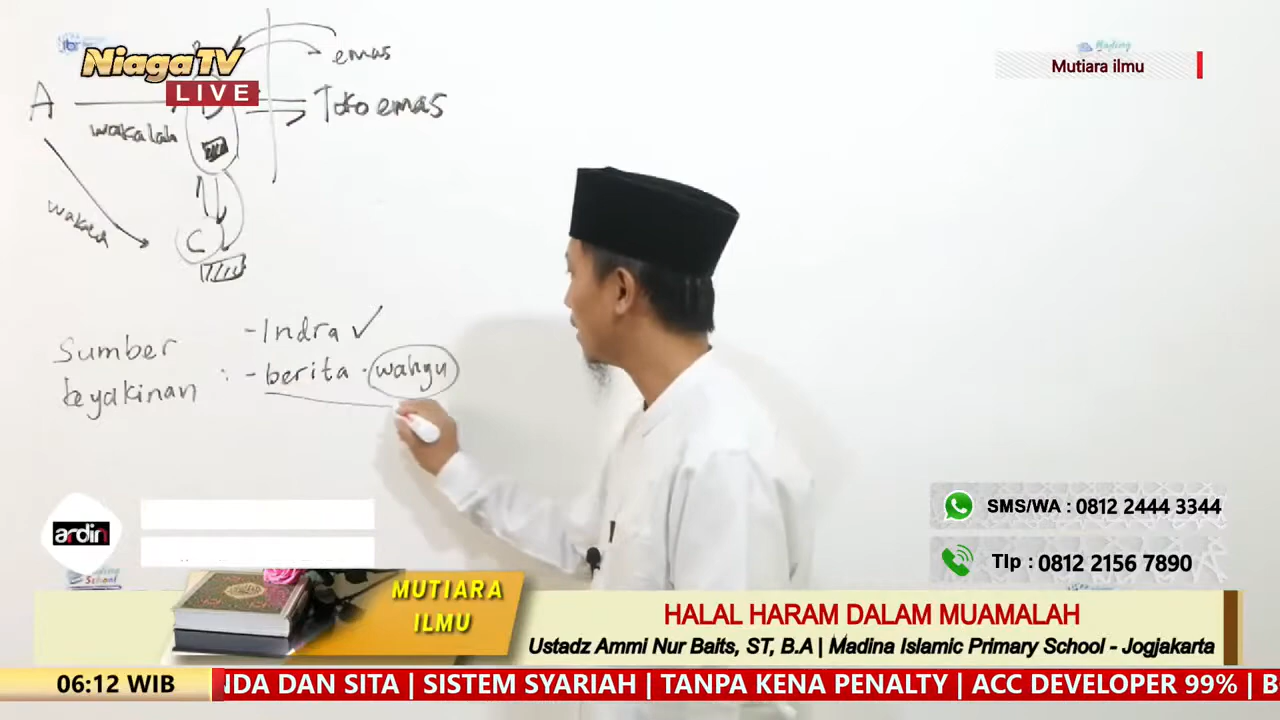 NiagaTV
LIVE
Mutiara ilmu
emas
A
Toko emas
wakalah
C
Sumber
keyakinan
:
- Indra ✓
- berita · wahyu
ardin
School
SMS/WA : 0812 2444 3344
Tlp : 0812 2156 7890
MUTIARA
ILMU
HALAL HARAM DALAM MUAMALAH
Ustadz Ammi Nur Baits, ST, B.A | Madina Islamic Primary School - Jogjakarta
06:12 WIB
NDA DAN SITA | SISTEM SYARIAH | TANPA KENA PENALTY | ACC DEVELOPER 99% | B